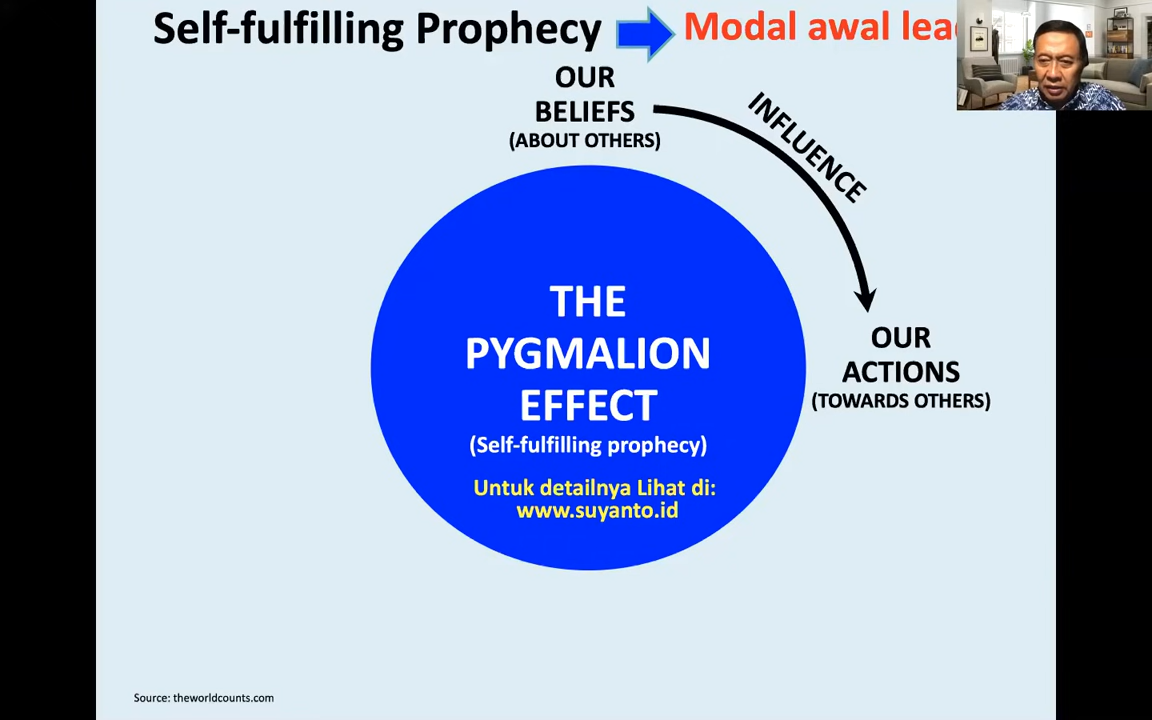 Self-fulfilling Prophecy
Modal awal
OUR
BELIEFS
(ABOUT OTHERS)
INFLUENCE
OUR
ACTIONS
(TOWARDS OTHERS)
THE
PYGMALION
EFFECT
(Self-fulfilling prophecy)
Untuk detailnya Lihat di:
www.suyanto.id
Source: theworldcounts.com